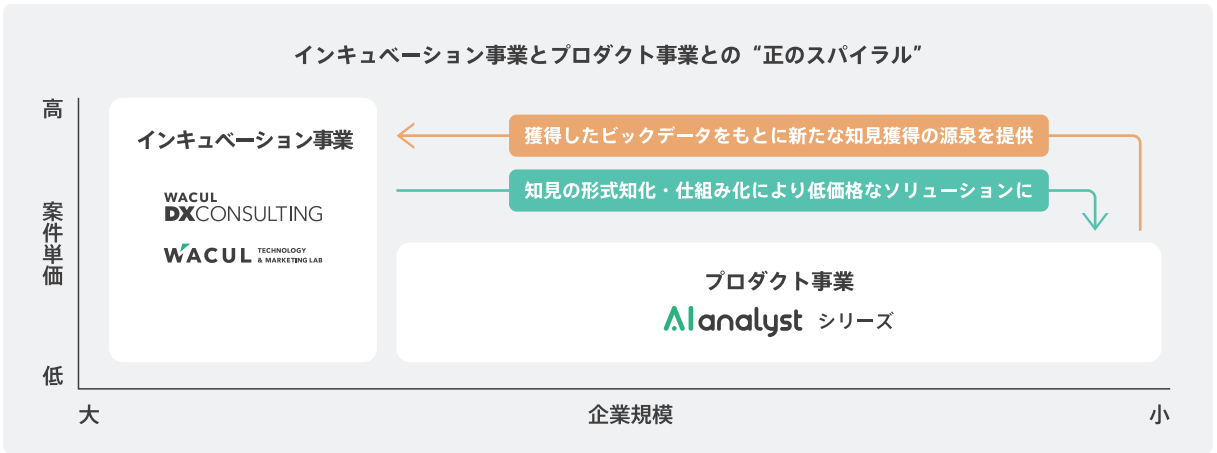 インキュベーション事業とプロダクト事業との “正のスパイラル”
高
案件単価
低
インキュベーション事業
WACUL
DXCONSULTING
WACUL TECHNOLOGY
& MARKETING LAB
獲得したビックデータをもとに新たな知見獲得の源泉を提供
知見の形式知化・仕組み化により低価格なソリューションに
プロダクト事業
AIanalyst シリーズ
大
企業規模
小